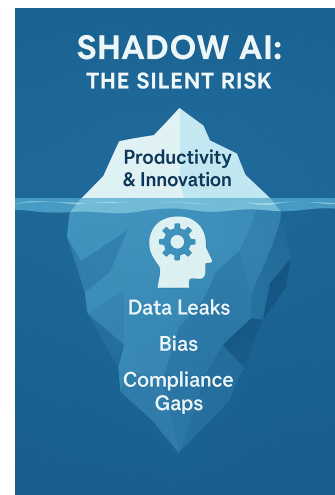 SHADOW AI:
THE SILENT RISK
Productivity
& Innovation
Data Leaks
Bias
Compliance
Gaps